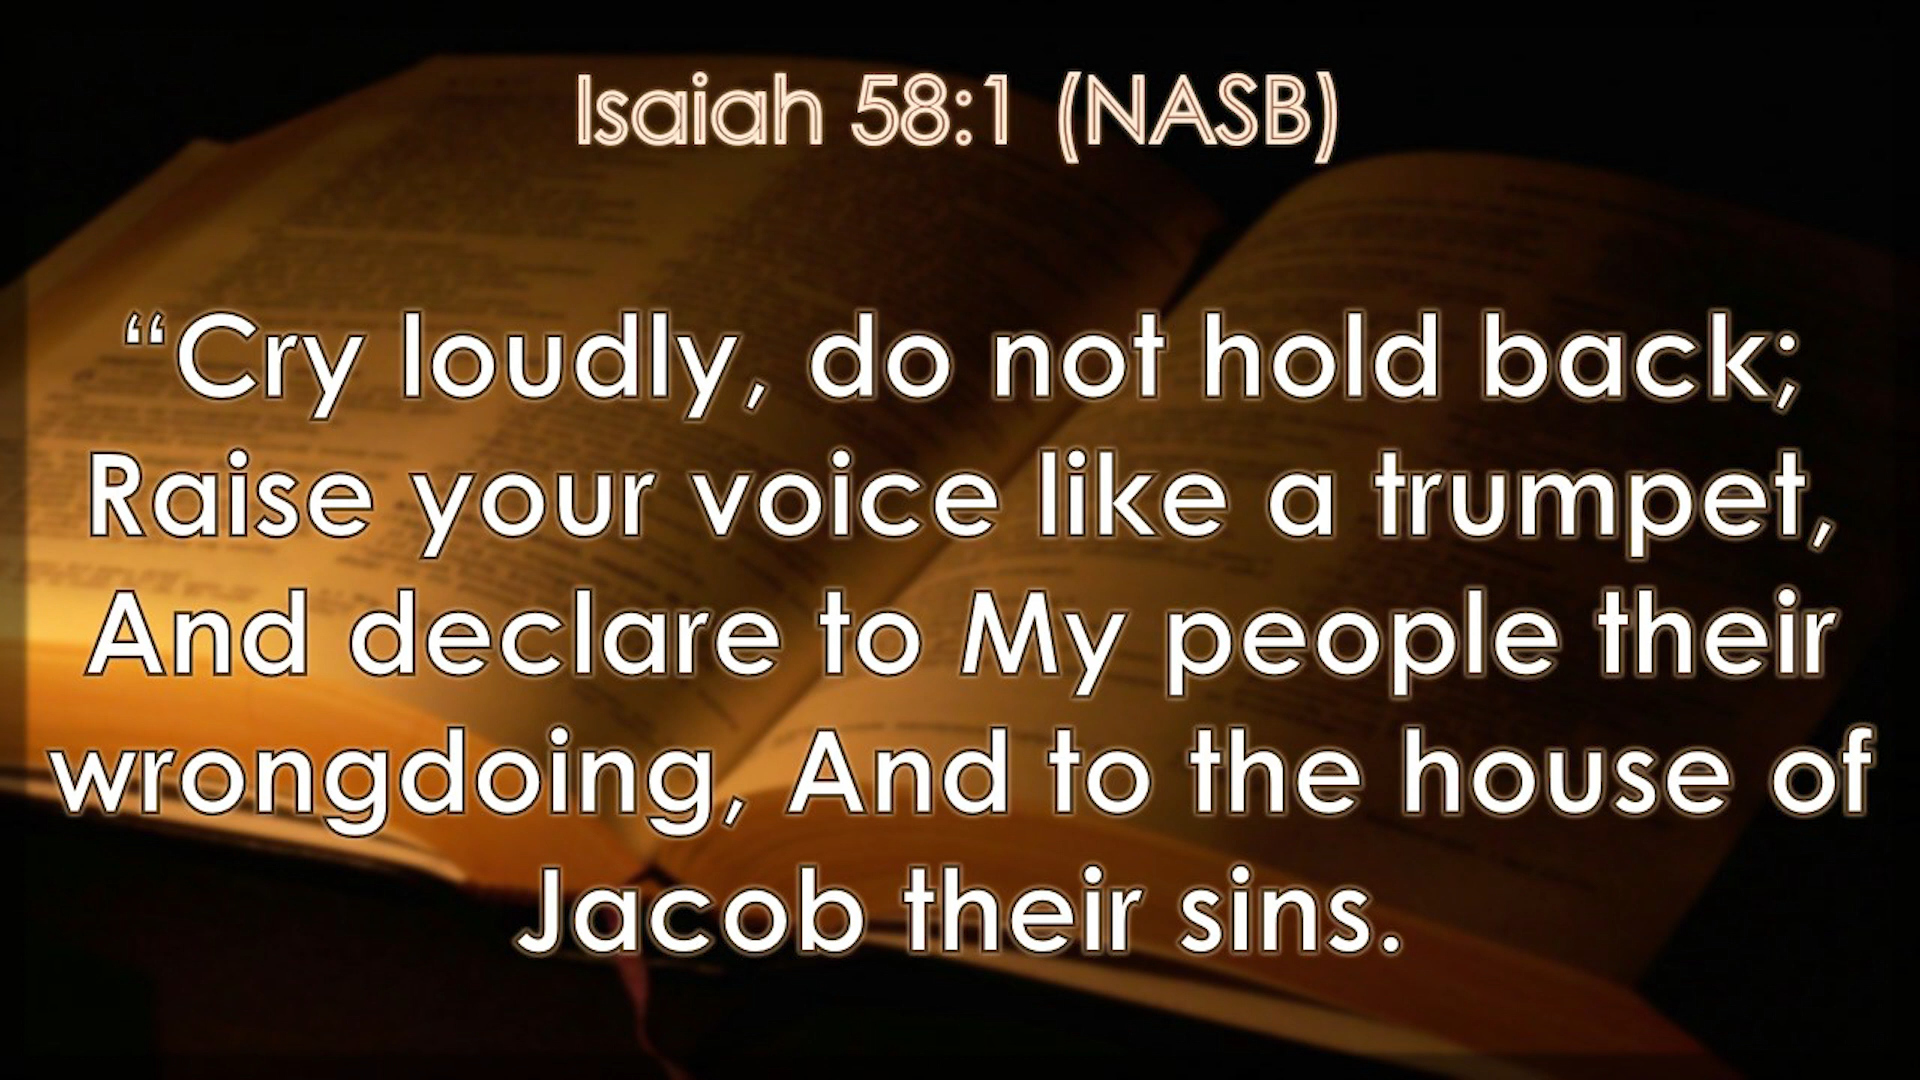 Isaiah 58:1 (NASB)
“Cry loudly, do not hold back;
Raise your voice like a trumpet,
And declare to My people their
wrongdoing, And to the house of
Jacob their sins.